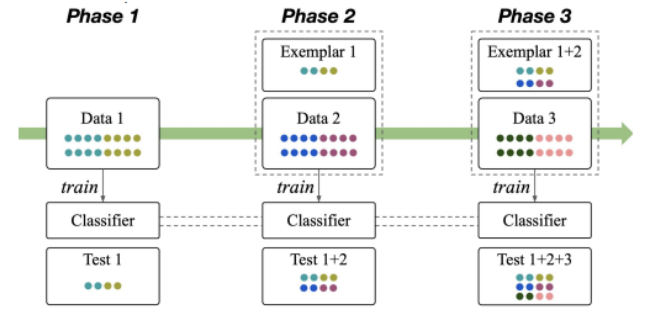 Phase 1
Phase 2
Phase 3
Exemplar 1
Exemplar 1+2
Data 1
Data 2
Data 3
train
train
train
Classifier
Classifier
Classifier
Test 1
Test 1+2
Test 1+2+3